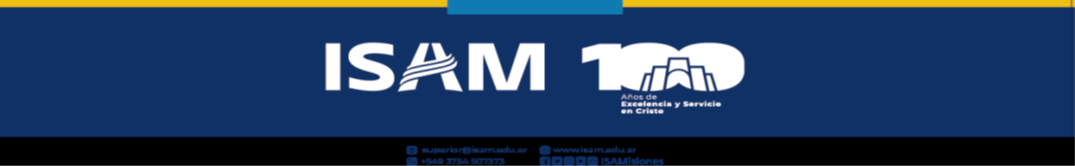 ISAM 100
Años de
Excelencia y Servicio
en Cristo
superior@isam.edu.ar www.isam.edu.ar
+549 3754 507373 ISAMisiones